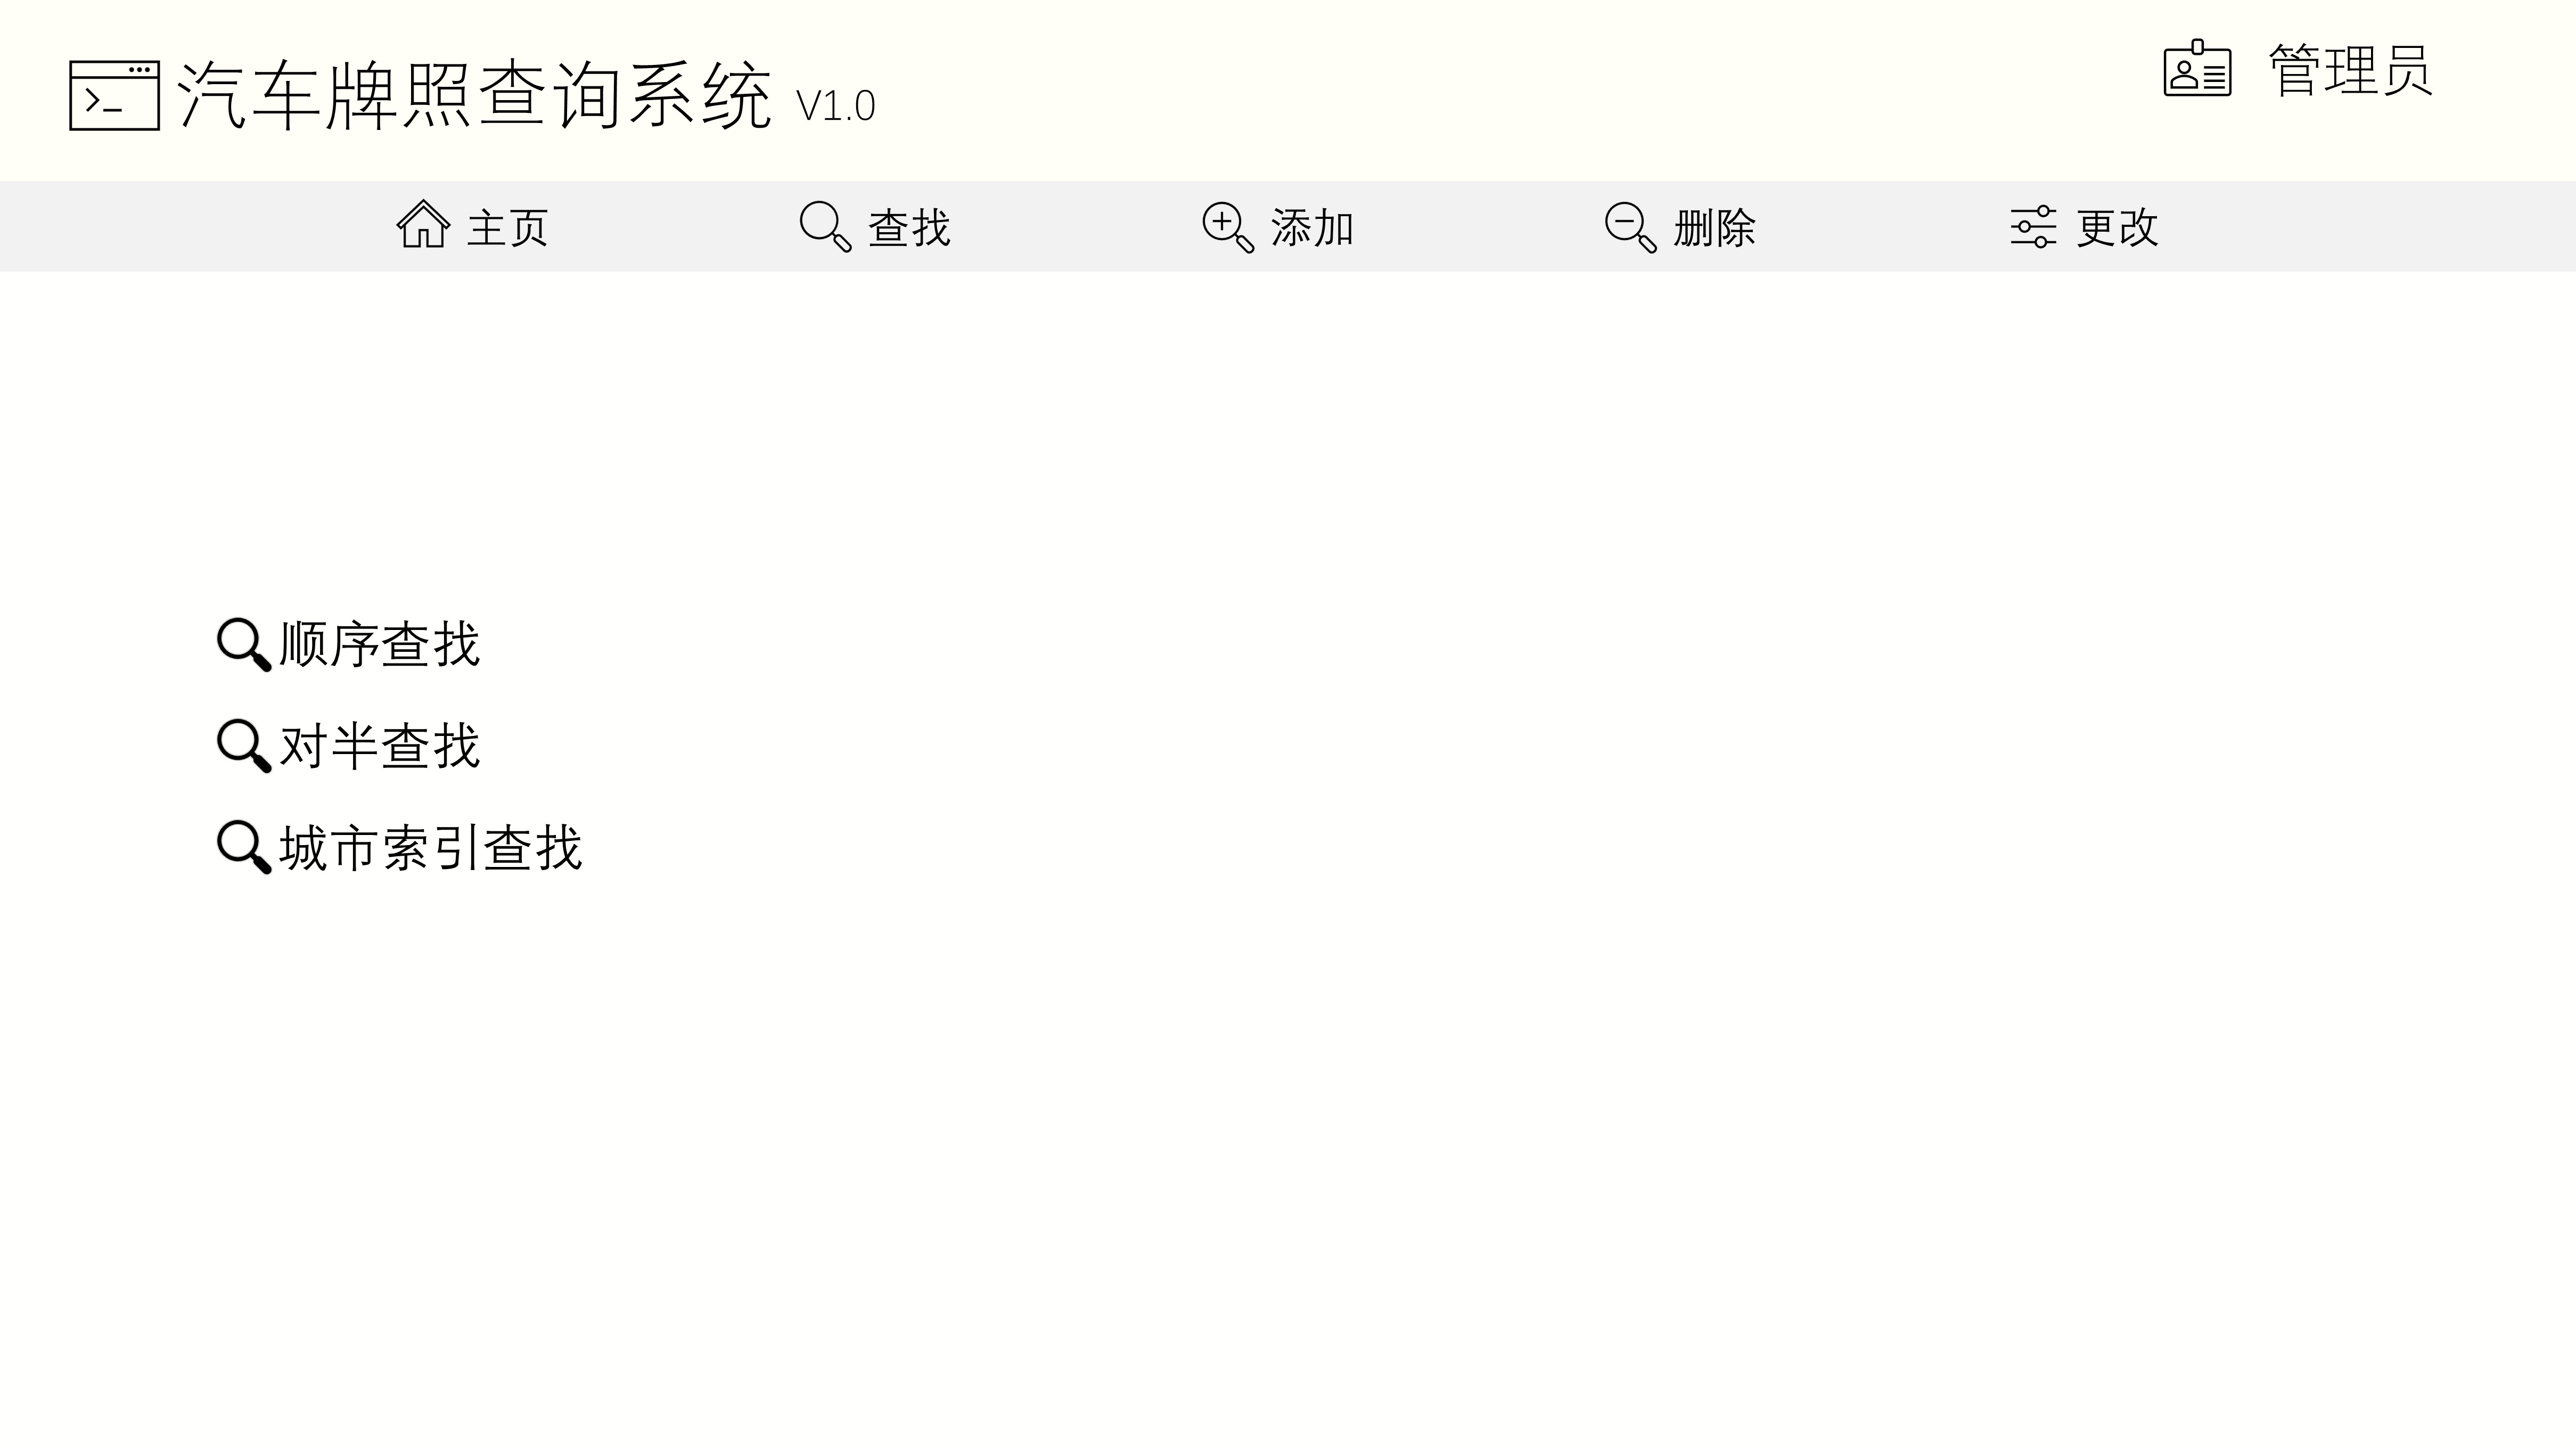 汽车牌照查询系统 V1.0
管理员
主页 查找 添加 删除 更改
顺序查找
对半查找
城市索引查找